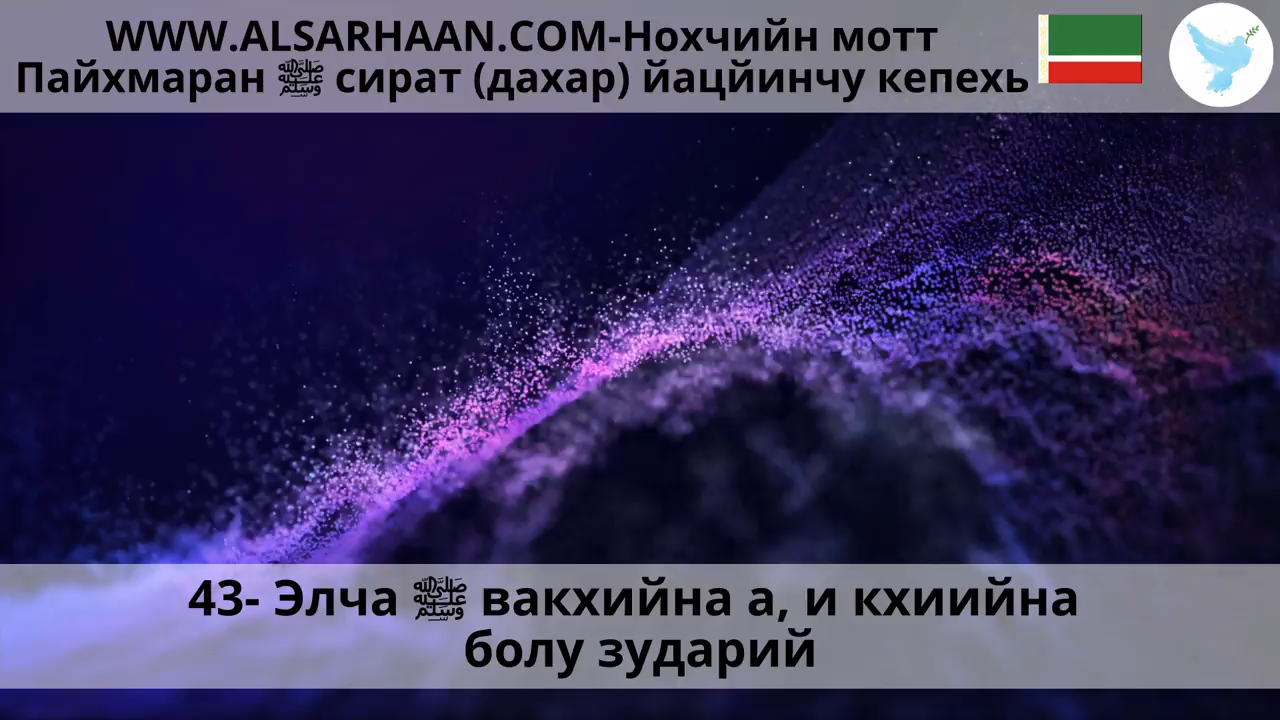 WWW.ALSARHAAN.COM-Нохчийн мотт
Пайхмаран ﷺ сират (дахар) йацйинчу кепехь
43- Элча ﷺ вакхийна а, и кхиийна
болу зударий